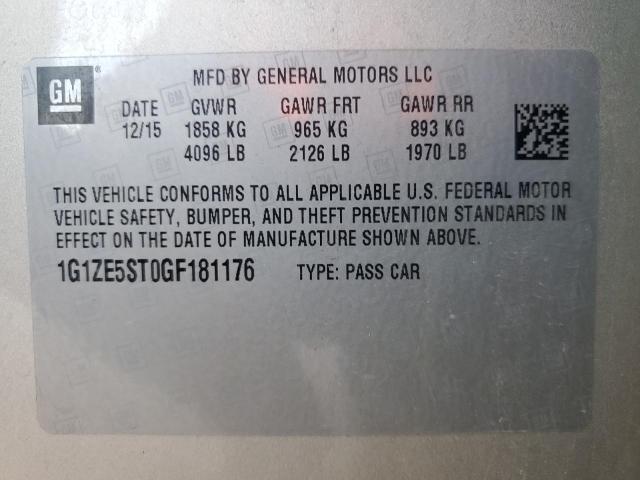 GM
MFD BY GENERAL MOTORS LLC
DATE GVWR GAWR FRT GAWR RR
12/15 1858 KG 965 KG 893 KG
4096 LB 2126 LB 1970 LB
THIS VEHICLE CONFORMS TO ALL APPLICABLE U.S. FEDERAL MOTOR
VEHICLE SAFETY, BUMPER, AND THEFT PREVENTION STANDARDS IN
EFFECT ON THE DATE OF MANUFACTURE SHOWN ABOVE.
1G1ZE5ST0GF181176 TYPE: PASS CAR